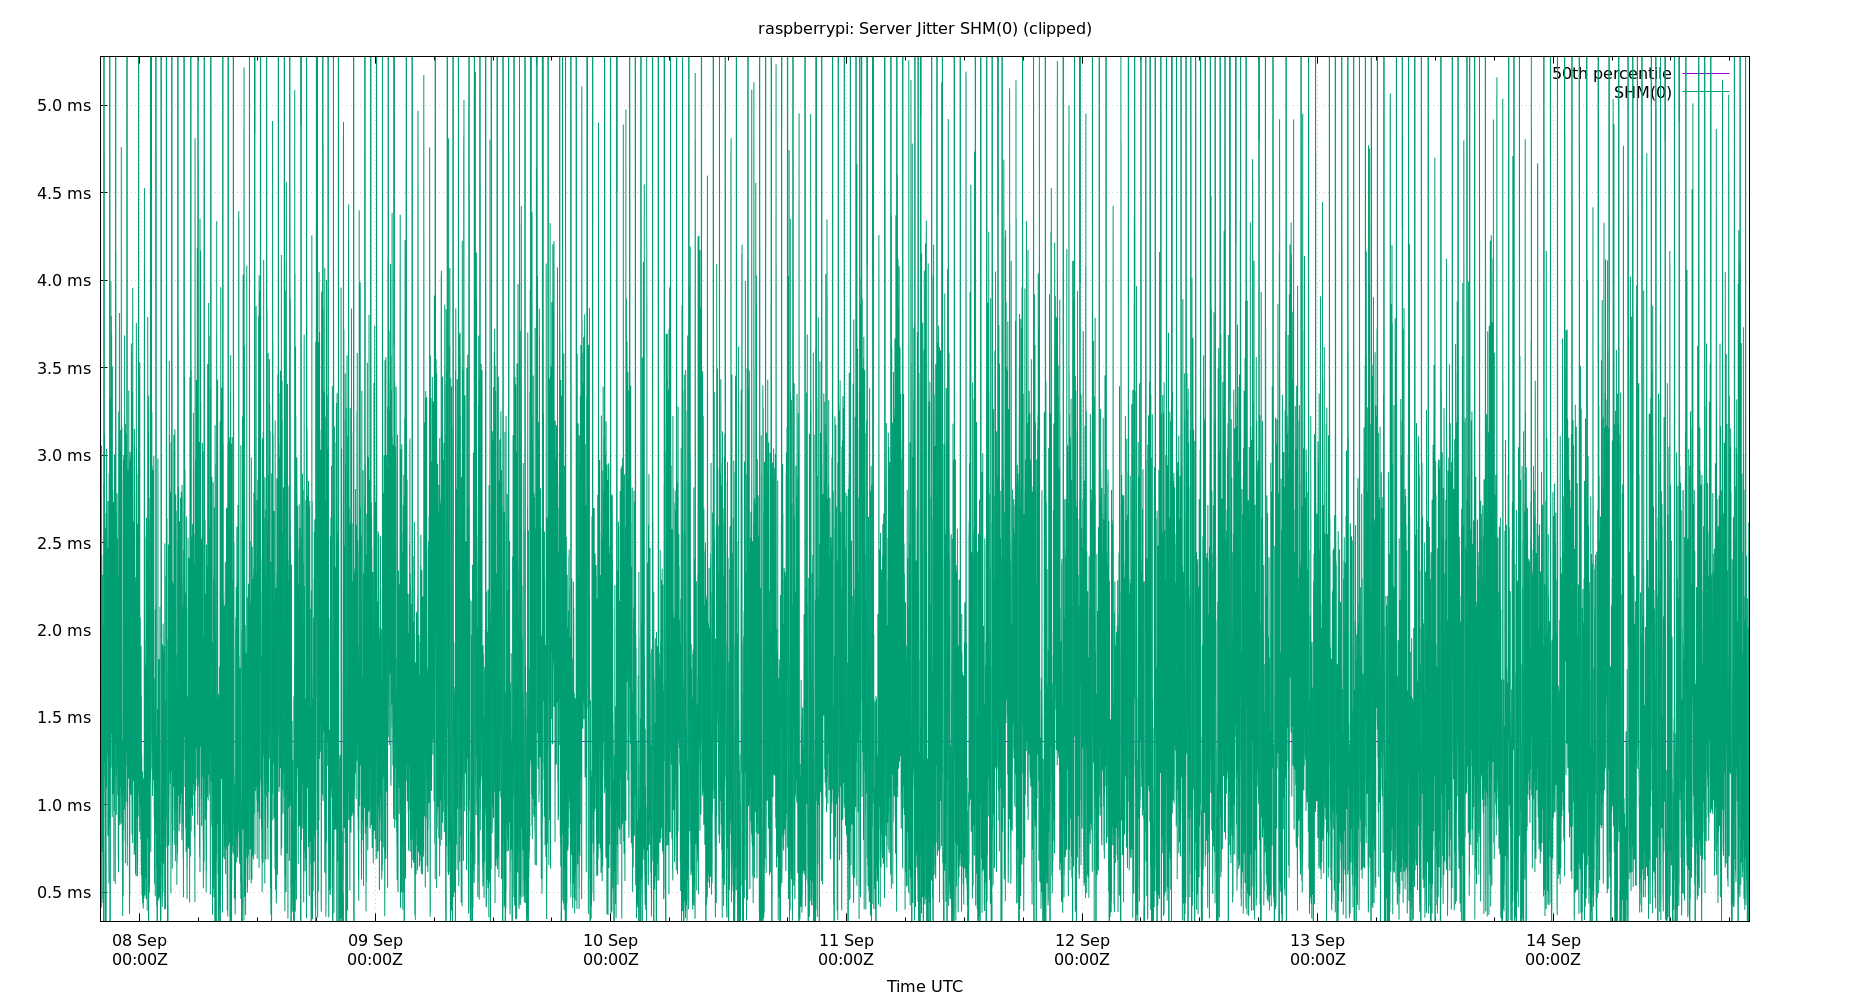 raspberrypi: Server Jitter SHM(0) (clipped)
50th percentile
SHM(0)
5.0 ms
4.5 ms
4.0 ms
3.5 ms
3.0 ms
2.5 ms
2.0 ms
1.5 ms
1.0 ms
0.5 ms
08 Sep 09 Sep 10 Sep 11 Sep 12 Sep 13 Sep 14 Sep
00:00Z 00:00Z 00:00Z 00:00Z 00:00Z 00:00Z 00:00Z
Time UTC